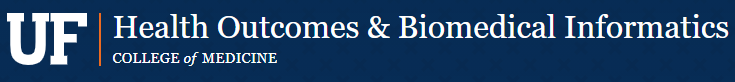 UF
Health Outcomes & Biomedical Informatics
COLLEGE of MEDICINE